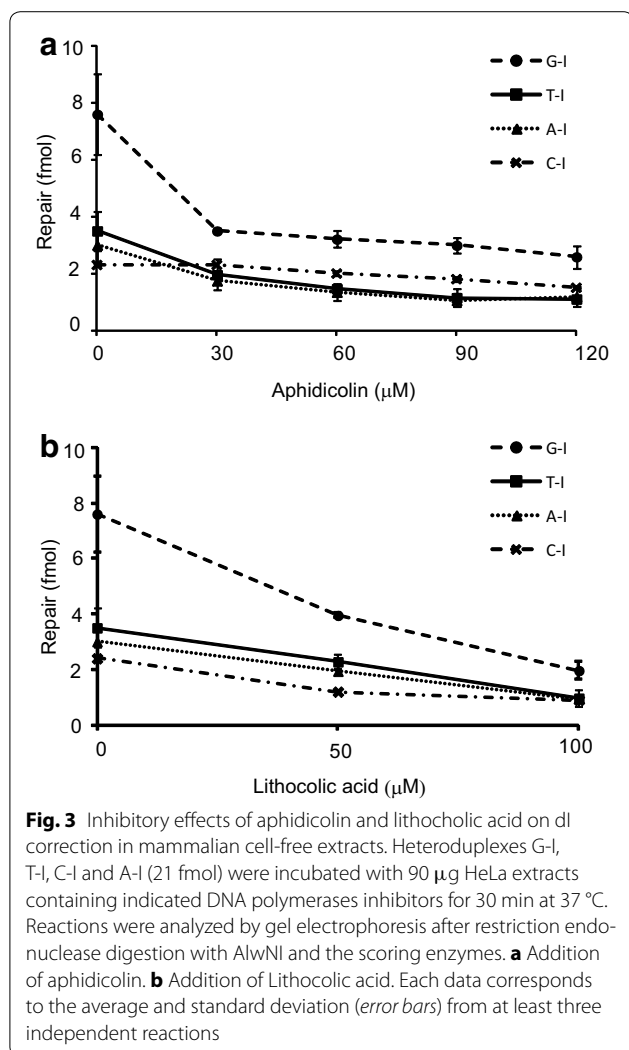 a
10
8
6
4
2
0
Repair (fmol)
G-I
T-I
A-I
C-I
0 30 60 90 120
Aphidicolin (μM)
b
10
8
6
4
2
0
Repair (fmol)
G-I
T-I
A-I
C-I
0 50 100
Lithocolic acid (μM)
Fig. 3 Inhibitory effects of aphidicolin and lithocholic acid on dI
correction in mammalian cell-free extracts. Heteroduplexes G-I,
T-I, C-I and A-I (21 fmol) were incubated with 90 μg HeLa extracts
containing indicated DNA polymerases inhibitors for 30 min at 37 °C.
Reactions were analyzed by gel electrophoresis after restriction endo-
nuclease digestion with AlwNI and the scoring enzymes. a Addition
of aphidicolin. b Addition of Lithocolic acid. Each data corresponds
to the average and standard deviation (error bars) from at least three
independent reactions